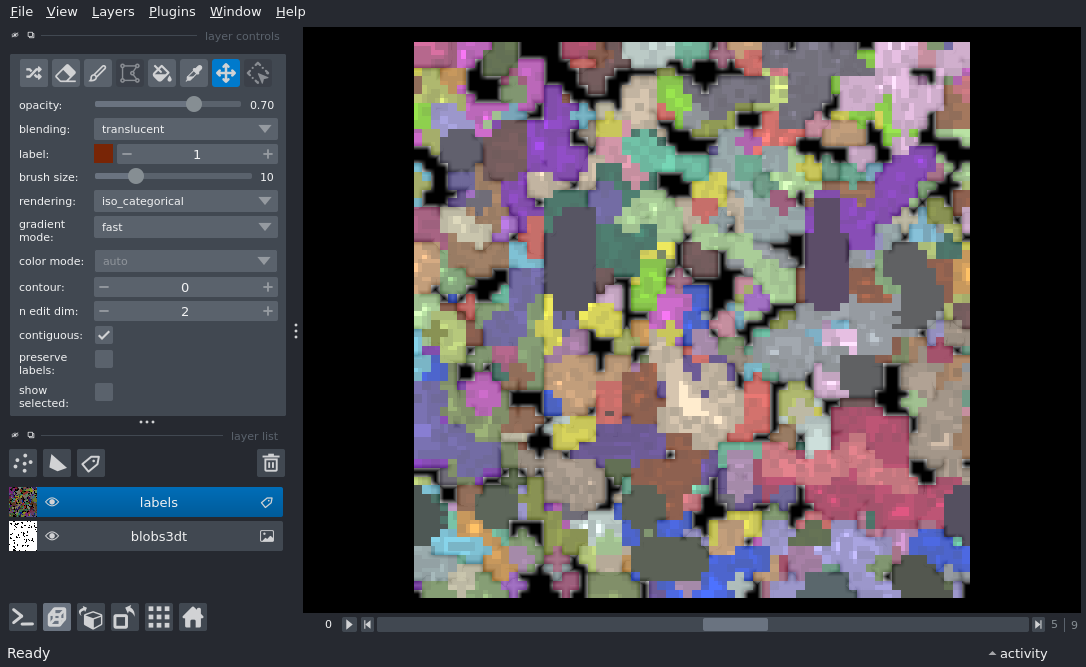 File View Layers Plugins Window Help
layer controls
opacity: 0.70
blending: translucent
label: 1
brush size: 10
rendering: iso_categorical
gradient
mode: fast
color mode: auto
contour: 0
n edit dim: 2
contiguous:
preserve
labels:
show
selected:
layer list
labels
blobs3dt
0 5 9
Ready activity